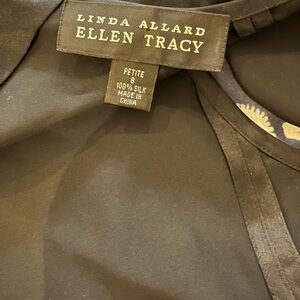 LINDA ALLARD
ELLEN TRACY
PETITE
8
100% SILK
MADE IN
CHINA